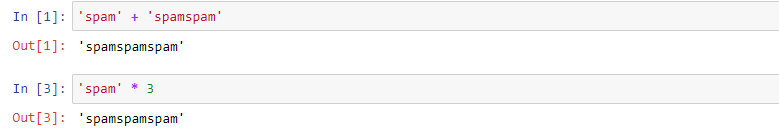 In [1]: 'spam' + 'spamspam'
Out[1]: 'spamspamspam'
In [3]: 'spam' * 3
Out[3]: 'spamspamspam'